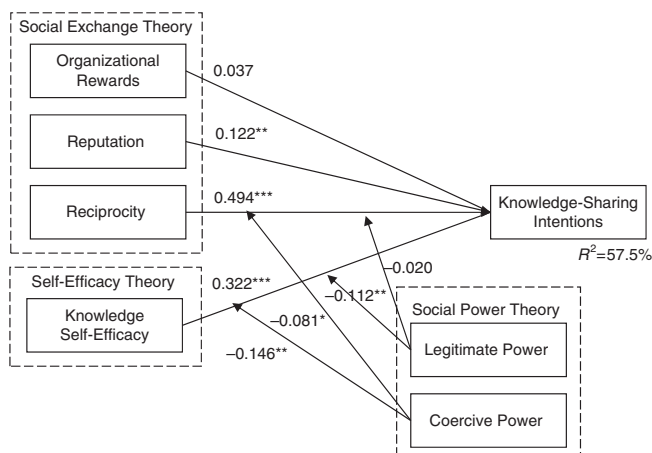 Social Exchange Theory
Organizational
Rewards
0.037
Reputation
0.122**
Reciprocity
0.494***
Knowledge-Sharing
Intentions
R²=57.5%
Self-Efficacy Theory
Knowledge
Self-Efficacy
0.322***
–0.020
–0.112**
–0.081*
–0.146**
Social Power Theory
Legitimate Power
Coercive Power